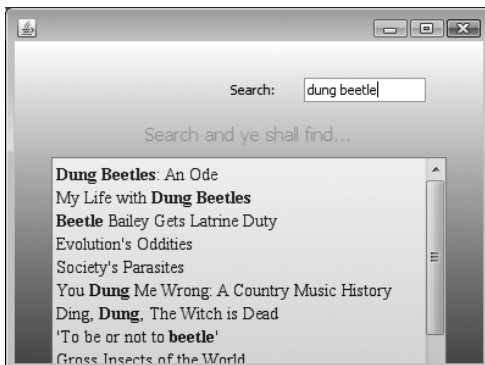 Search: dung beetle
Search and ye shall find...
Dung Beetles: An Ode
My Life with Dung Beetles
Beetle Bailey Gets Latrine Duty
Evolution's Oddities
Society's Parasites
You Dung Me Wrong: A Country Music History
Ding, Dung, The Witch is Dead
'To be or not to beetle'
Gross Insects of the World